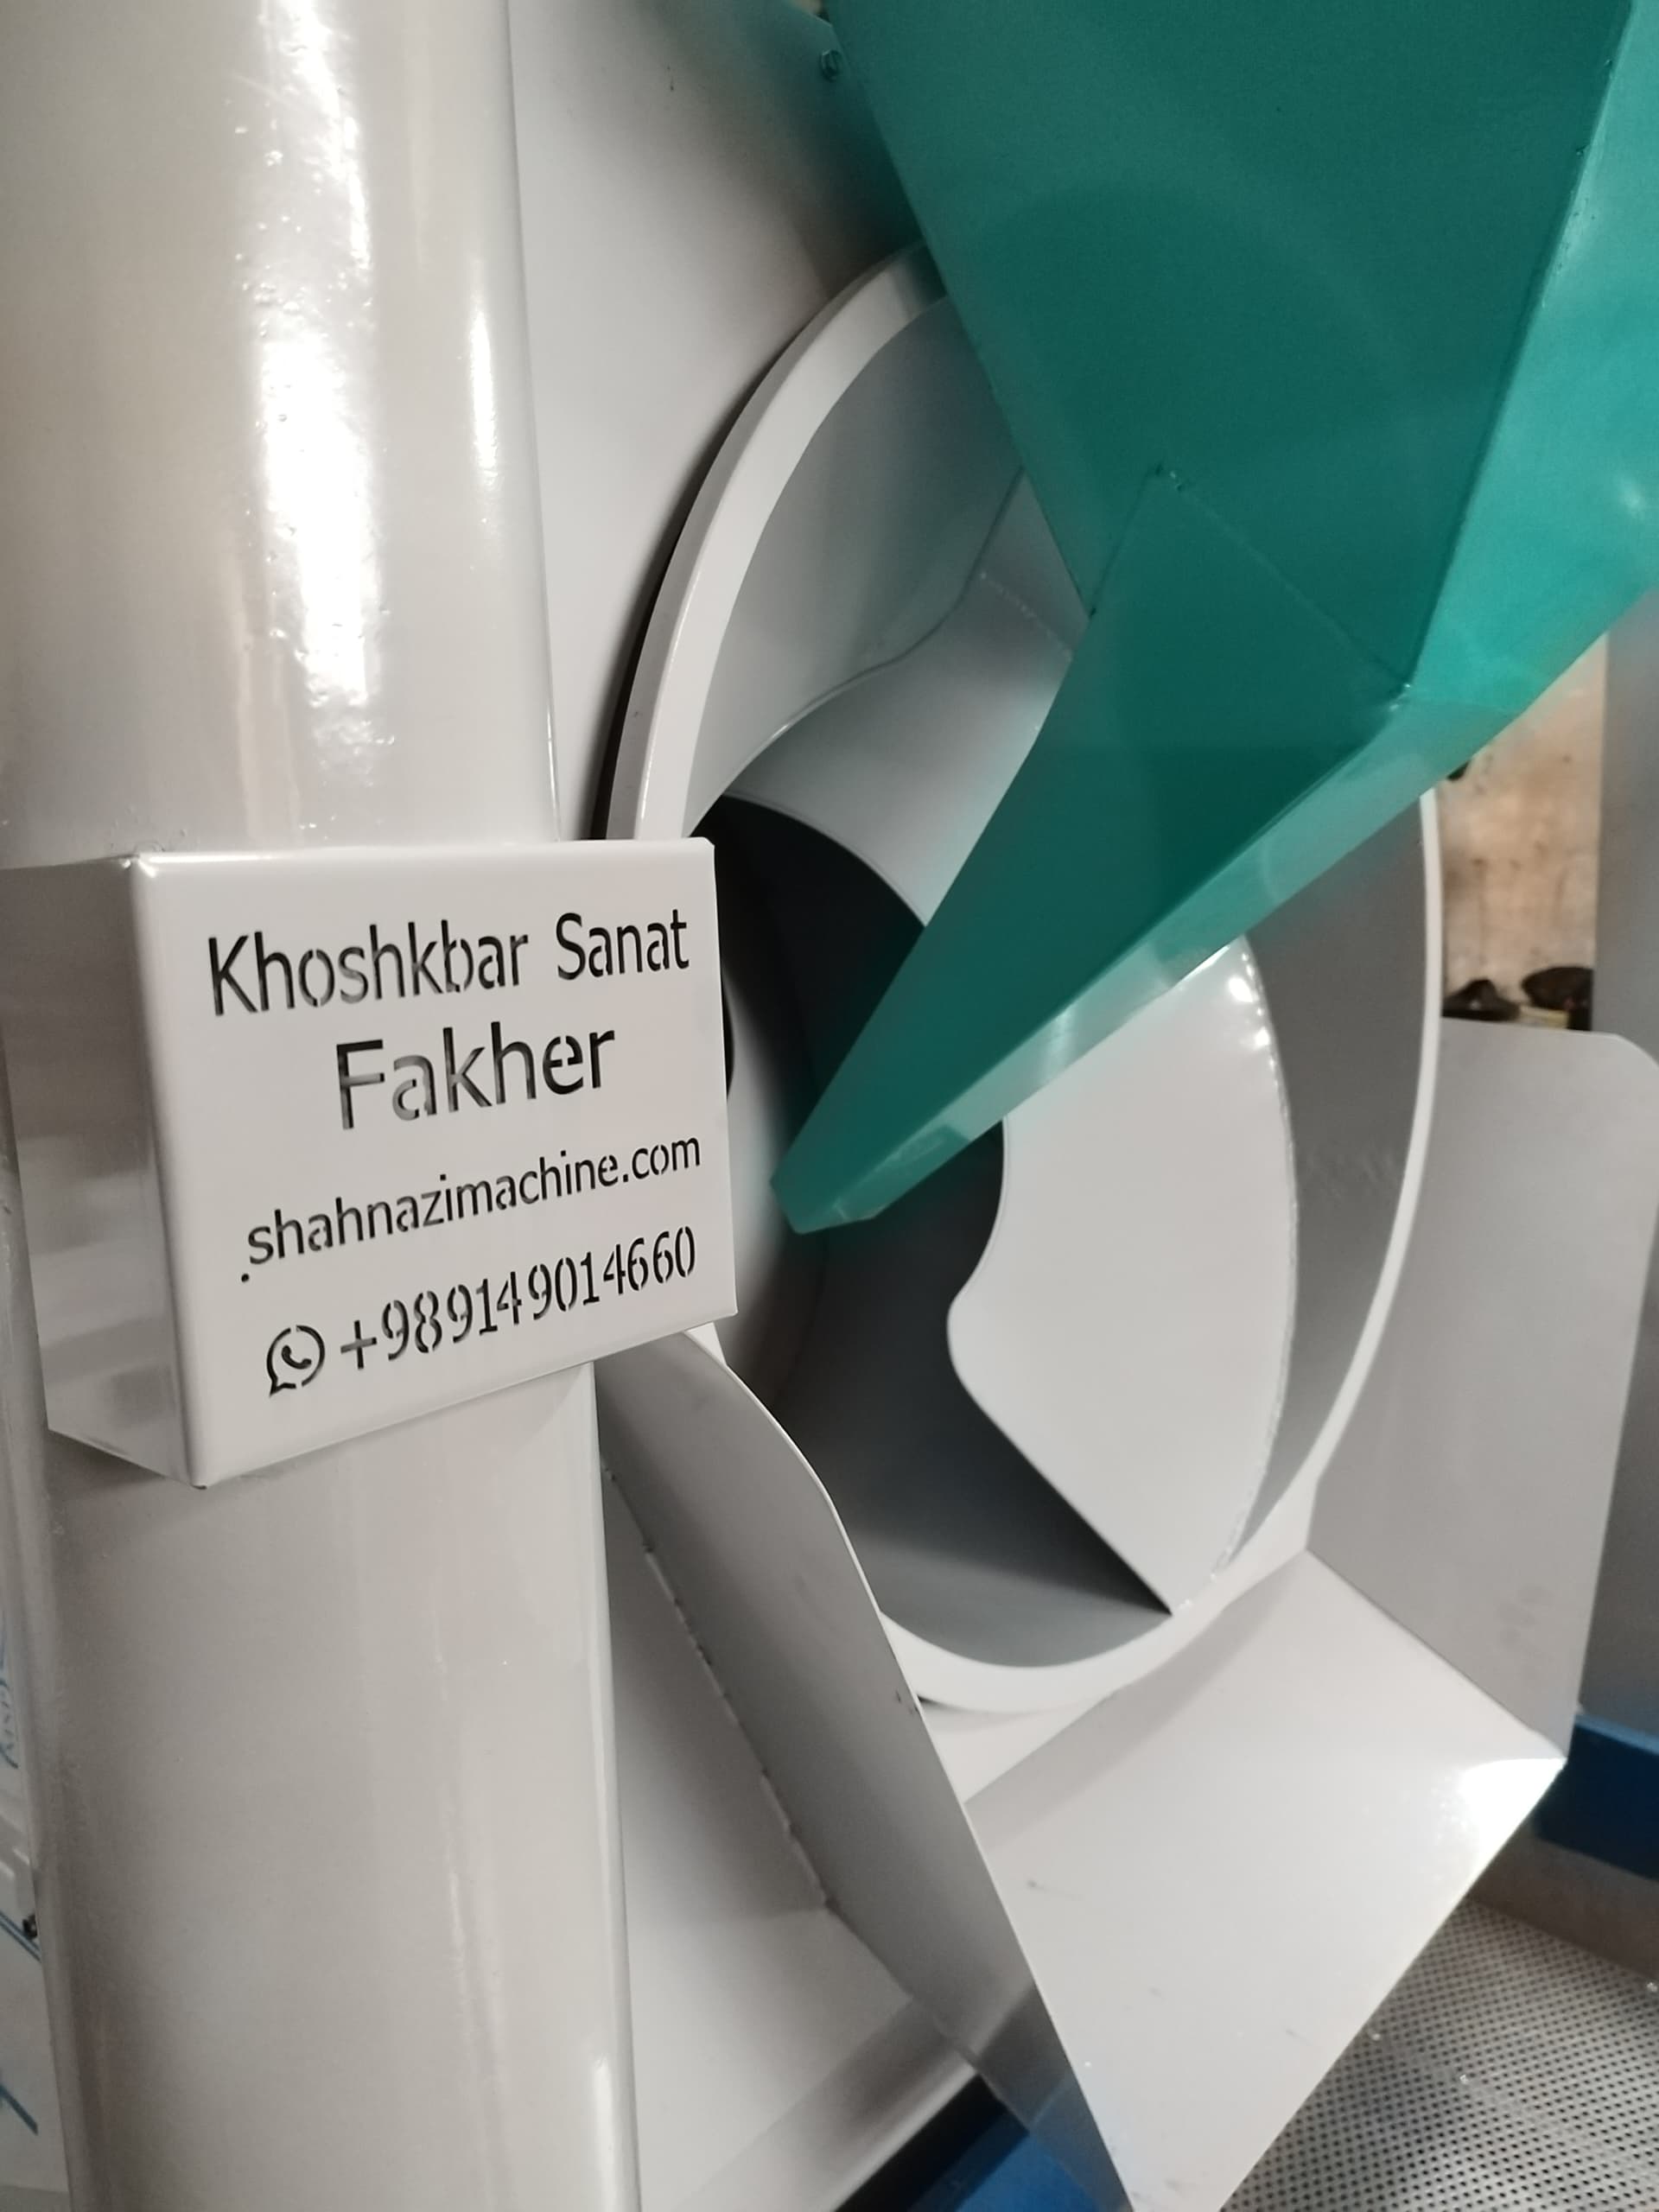 Khoshkbar Sanat
Fakher
.shahnazimachine.com
+989149014660